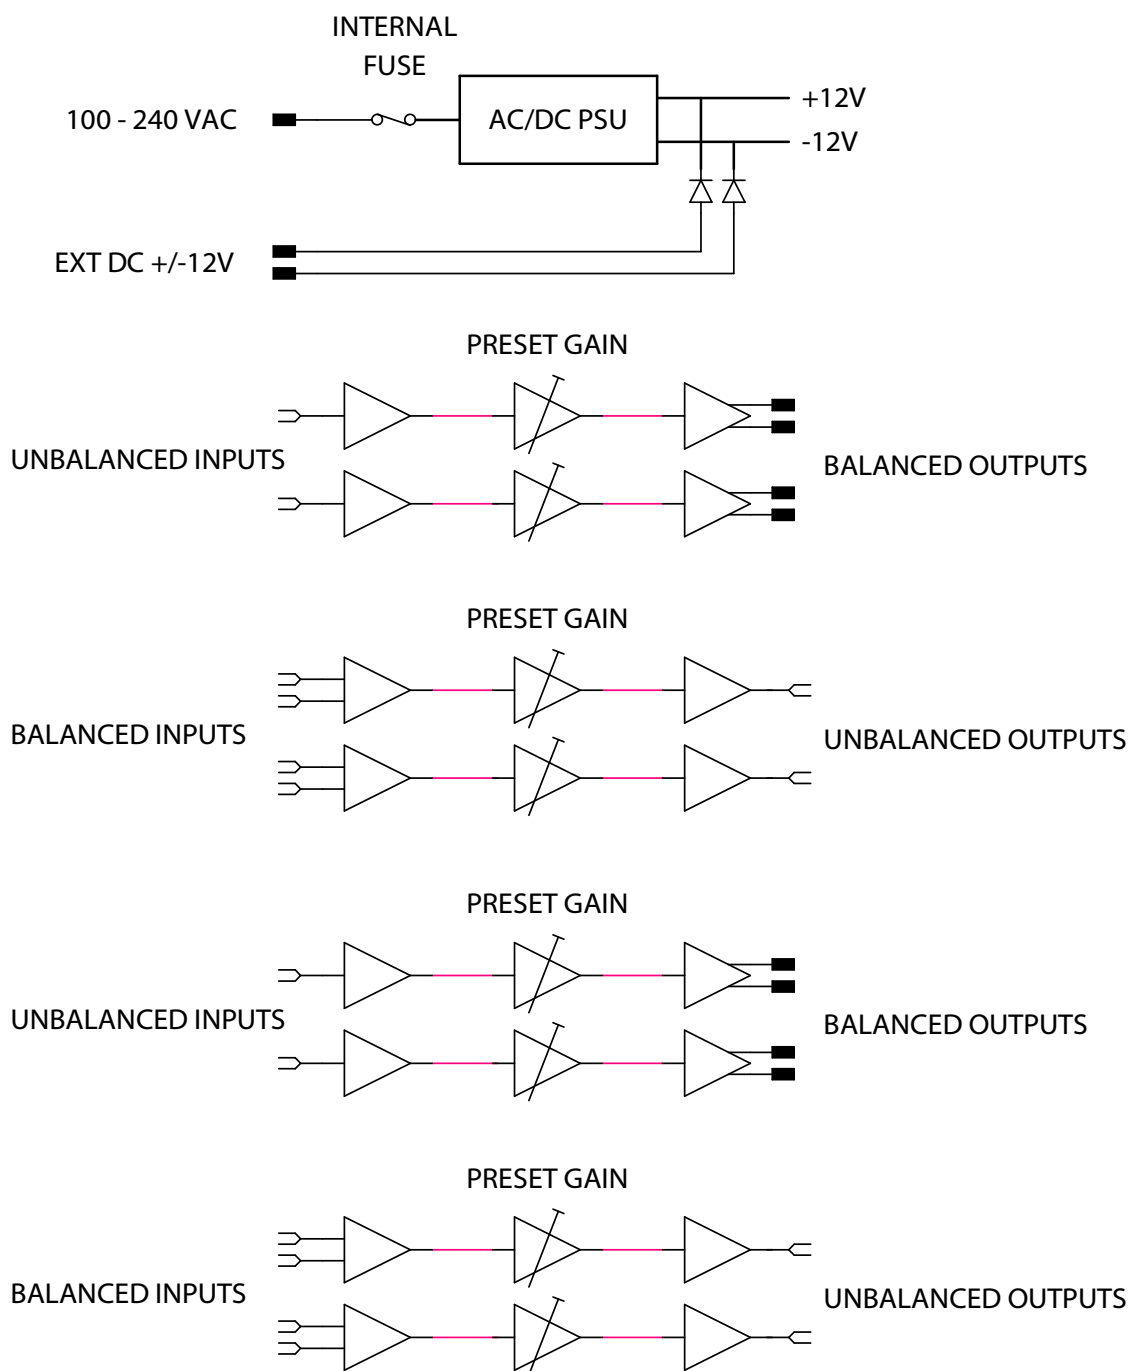 INTERNAL
FUSE
100 - 240 VAC
AC/DC PSU
+12V
-12V
EXT DC +/-12V
PRESET GAIN
UNBALANCED INPUTS
BALANCED OUTPUTS
PRESET GAIN
BALANCED INPUTS
UNBALANCED OUTPUTS
PRESET GAIN
UNBALANCED INPUTS
BALANCED OUTPUTS
PRESET GAIN
BALANCED INPUTS
UNBALANCED OUTPUTS